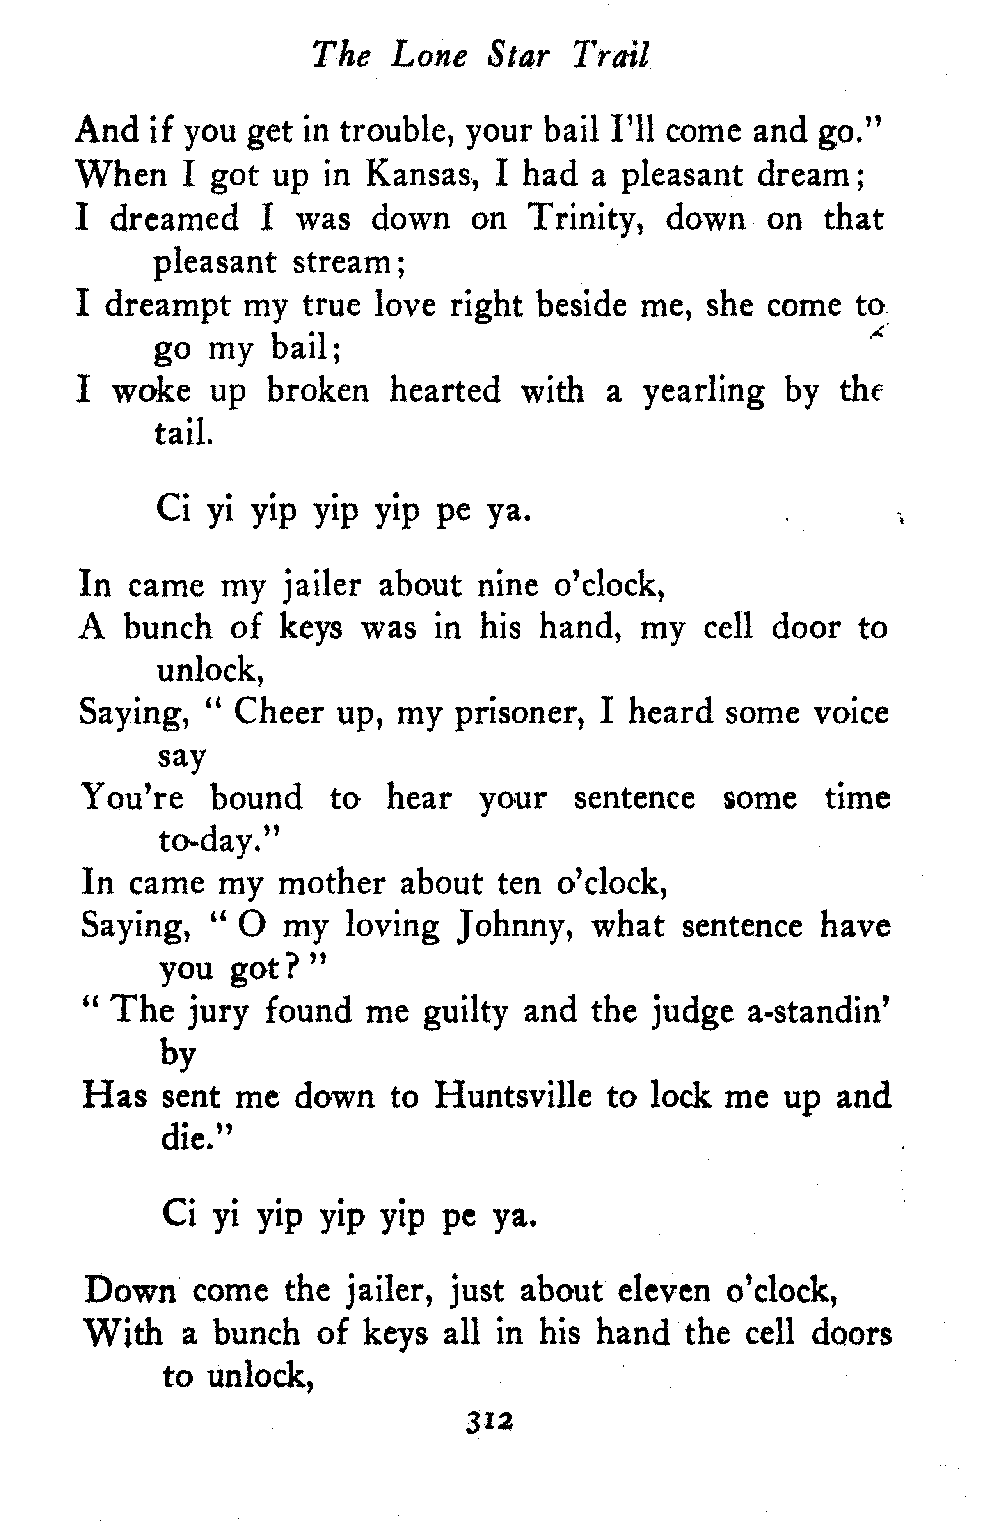 The Lone Star Trail
And if you get in trouble, your bail I'll come and go."
When I got up in Kansas, I had a pleasant dream;
I dreamed I was down on Trinity, down on that
pleasant stream;
I dreampt my true love right beside me, she come to
go my bail;
I woke up broken hearted with a yearling by the
tail.
Ci yi yip yip yip pe ya.
In came my jailer about nine o'clock,
A bunch of keys was in his hand, my cell door to
unlock,
Saying, " Cheer up, my prisoner, I heard some voice
say
You're bound to hear your sentence some time
to-day."
In came my mother about ten o'clock,
Saying, " O my loving Johnny, what sentence have
you got? "
" The jury found me guilty and the judge a-standin'
by
Has sent me down to Huntsville to lock me up and
die."
Ci yi yip yip yip pe ya.
Down come the jailer, just about eleven o'clock,
With a bunch of keys all in his hand the cell doors
to unlock,
312